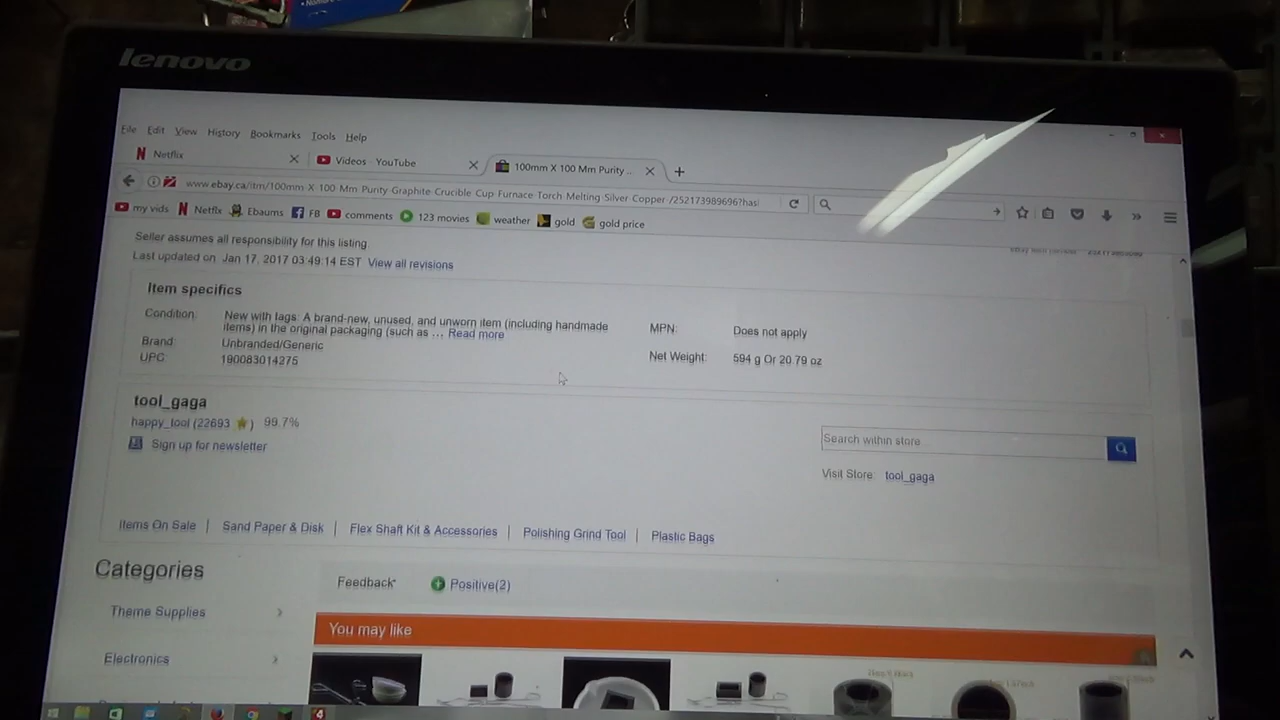 lenovo
File Edit View History Bookmarks Tools Help
Netflix
Videos YouTube
100mm X 100 Mm Purity ..
www.ebay.ca/itm/100mm-X-100-Mm-Purity-Graphite-Crucible-Cup-Furnace-Torch-Melting-Silver-Copper-/252173989696?hasl
my vids Netflix Ebaums FB comments 123 movies weather gold gold price
Seller assumes all responsibility for this listing
Last updated on Jan 17, 2017 03:49:14 EST View all revisions
Item specifics
Condition: New with tags: A brand-new, unused, and unworn item (including handmade
items) in the original packaging (such as ... Read more
MPN: Does not apply
Brand: Unbranded/Generic
Net Weight: 594 g Or 20.79 oz
UPC: 190083014275
tool_gaga
happy_tool (22693 ) 99.7%
Sign up for newsletter
Search within store
Visit Store: tool_gaga
Items On Sale | Sand Paper & Disk | Flex Shaft Kit & Accessories | Polishing Grind Tool | Plastic Bags
Categories
Feedback Positive(2)
Theme Supplies
You may like
Electronics